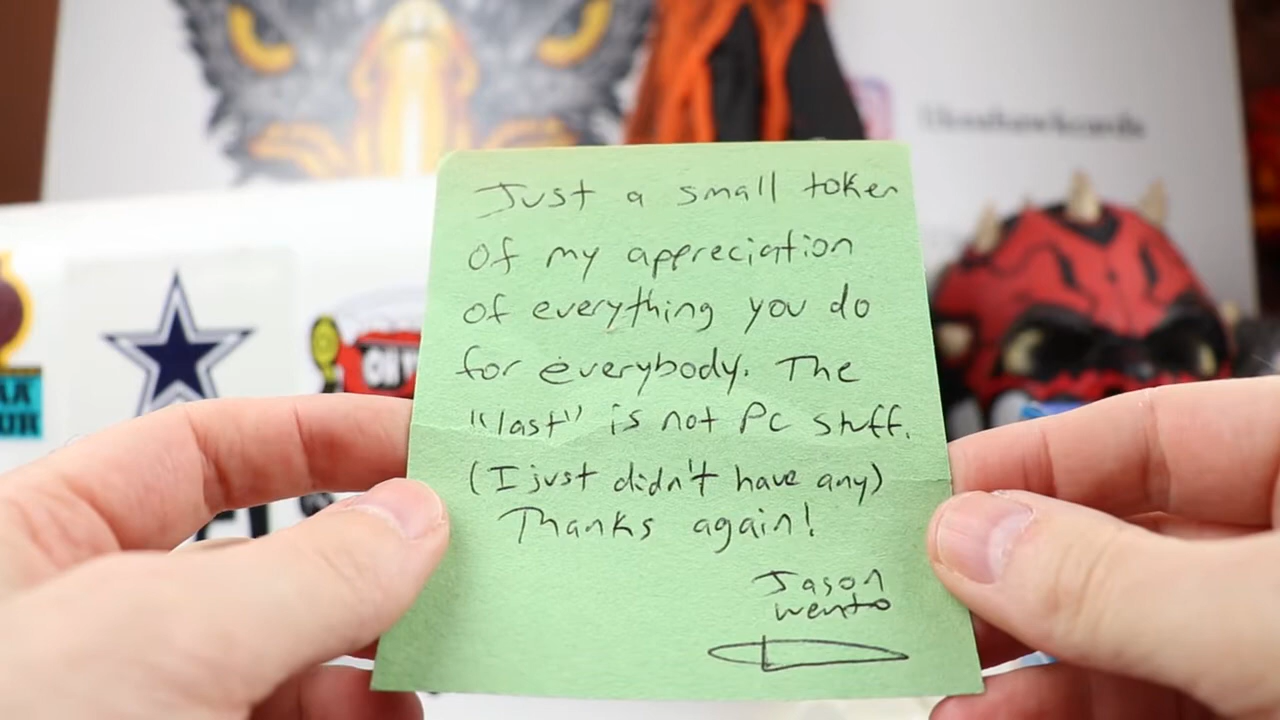 Just a small token
of my appreciation
of everything you do
for everybody. The
"last" is not PC stuff.
(I just didn't have any)
Thanks again!
Jason
Wento